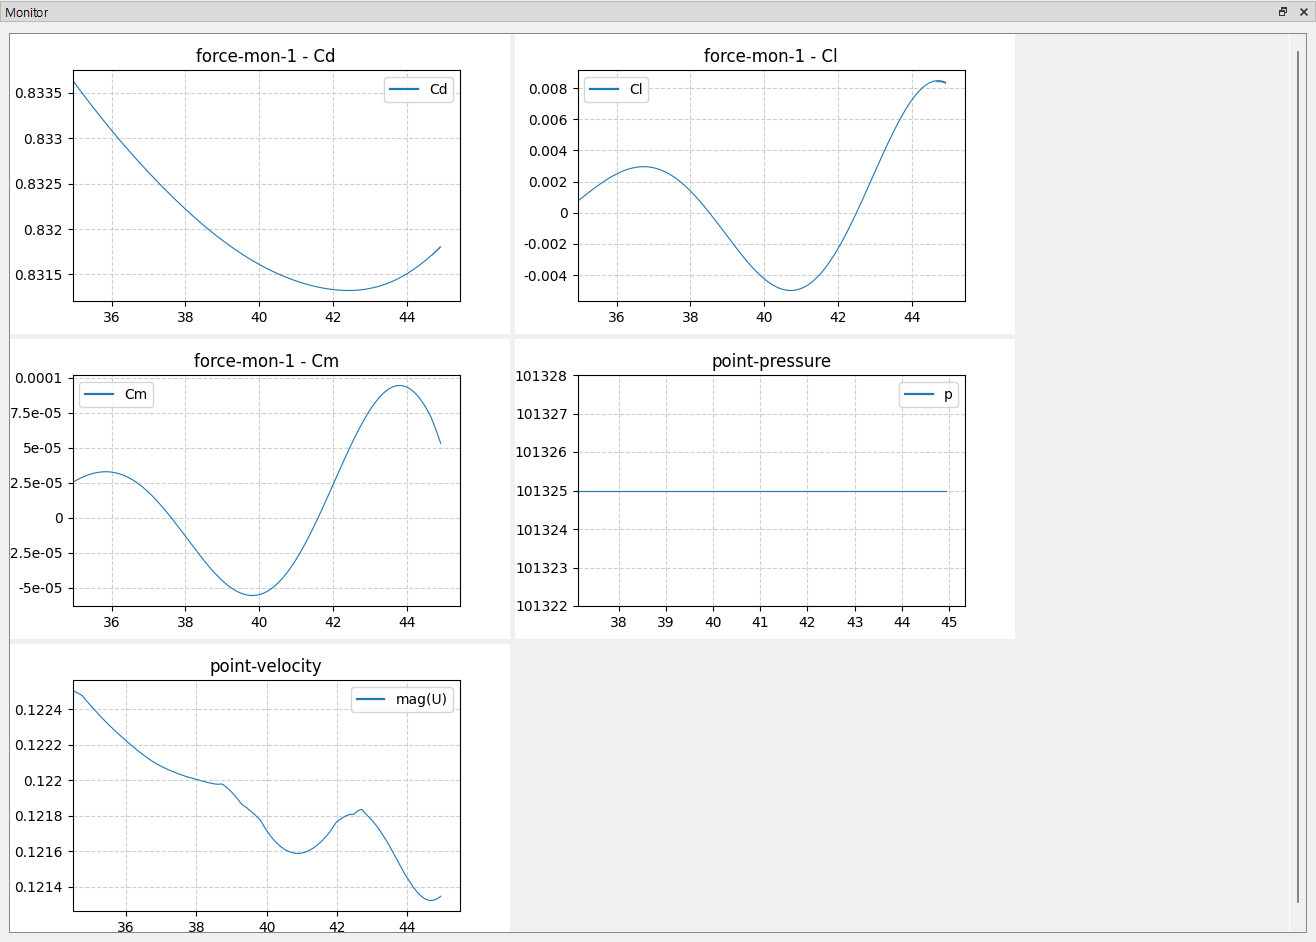 Monitor
force-mon-1 - Cd
0.8335
0.833
0.8325
0.832
0.8315
Cd
36 38 40 42 44
force-mon-1 - Cl
0.008
0.006
0.004
0.002
0
-0.002
-0.004
Cl
36 38 40 42 44
force-mon-1 - Cm
0.0001
7.5e-05
5e-05
2.5e-05
0
2.5e-05
-5e-05
Cm
36 38 40 42 44
point-pressure
101328
101327
101326
101325
101324
101323
101322
p
38 39 40 41 42 43 44 45
point-velocity
0.1224
0.1222
0.122
0.1218
0.1216
0.1214
mag(U)
36 38 40 42 44